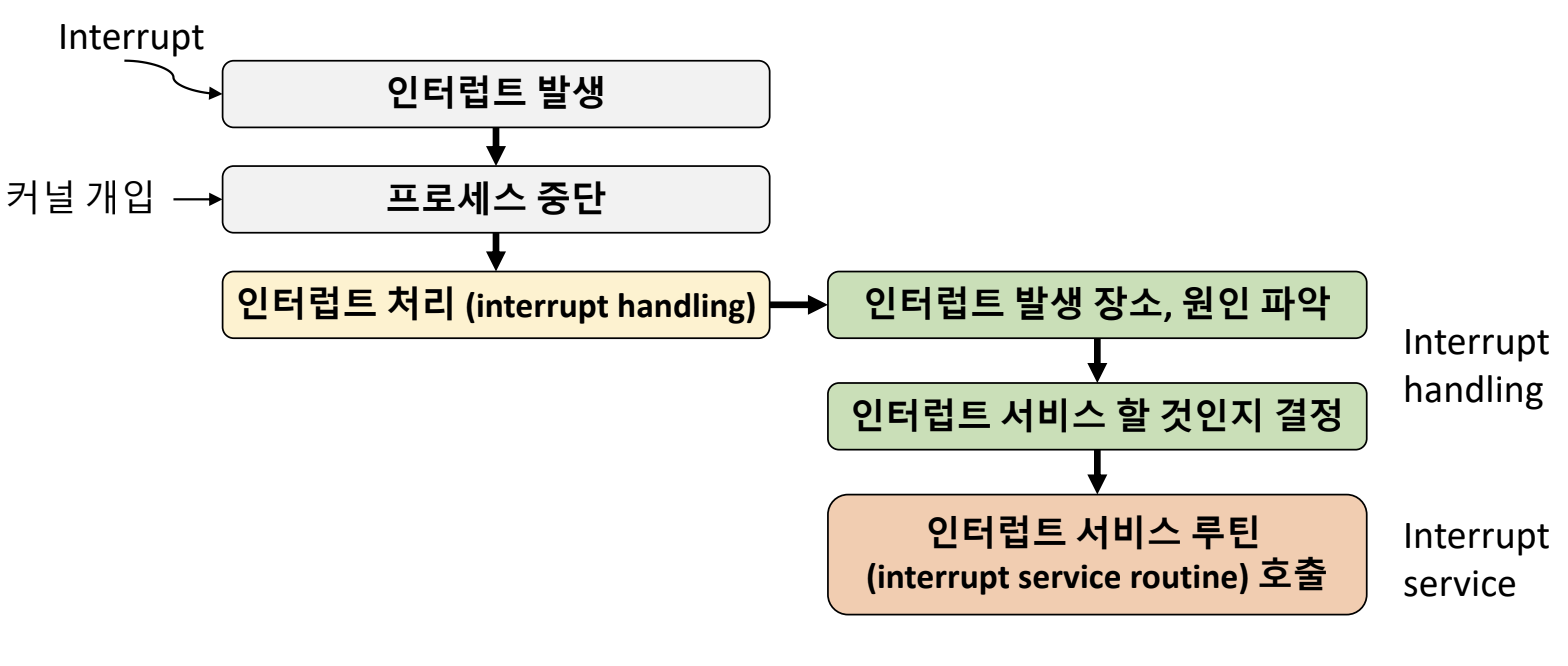 Interrupt
인터럽트 발생
커널 개입
프로세스 중단
인터럽트 처리 (interrupt handling)
인터럽트 발생 장소, 원인 파악
인터럽트 서비스 할 것인지 결정
Interrupt
handling
인터럽트 서비스 루틴
(interrupt service routine) 호출
Interrupt
service